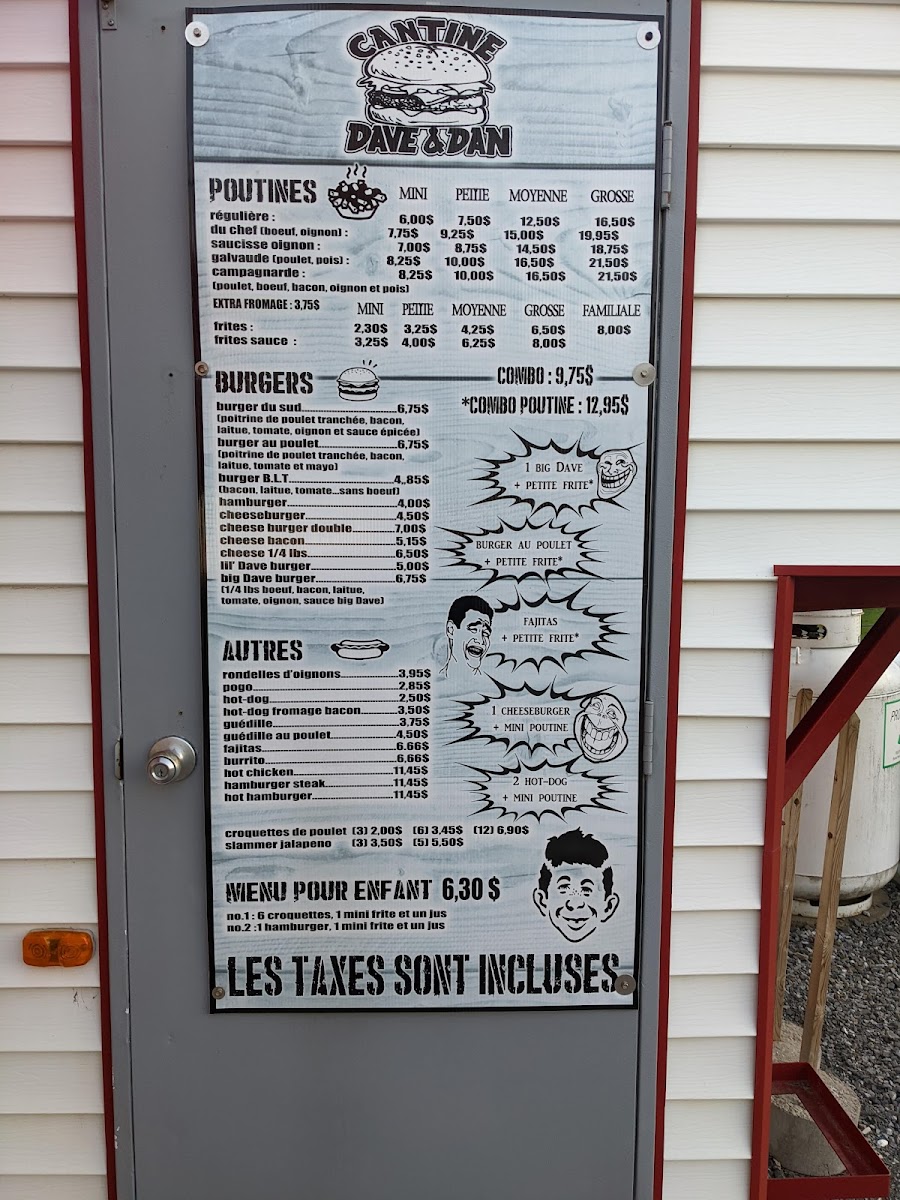 CANTINE
DAVE & DAN
POUTINES MINI PETITE MOYENNE GROSSE
régulière : 6,00$ 7,50$ 12,50$ 16,50$
du chef (boeuf, oignon) : 7,75$ 9,25$ 15,00$ 19,95$
saucisse oignon : 7,00$ 8,75$ 14,50$ 18,75$
galvaude (poulet, pois) : 8,25$ 10,00$ 16,50$ 21,50$
campagnarde : 8,25$ 10,00$ 16,50$ 21,50$
(poulet, boeuf, bacon, oignon et pois)
EXTRA FROMAGE : 3,75$ MINI PETITE MOYENNE GROSSE FAMILIALE
frites : 2,30$ 3,25$ 4,25$ 6,50$ 8,00$
frites sauce : 3,25$ 4,00$ 6,25$ 8,00$
BURGERS
burger du sud...6,75$
(poitrine de poulet tranchée, bacon,
laitue, tomate, oignon et sauce épicée)
burger au poulet...6,75$
(poitrine de poulet tranchée, bacon,
laitue, tomate et mayo)
burger B.L.T...4,,85$
(bacon, laitue, tomate...sans boeuf)
hamburger...4,00$
cheeseburger...4,50$
cheese burger double...7,00$
cheese bacon...5,15$
cheese 1/4 lbs...6,50$
lil' Dave burger...5,00$
big Dave burger...6,75$
(1/4 lbs boeuf, bacon, laitue,
tomate, oignon, sauce big Dave)
COMBO : 9,75$
*COMBO POUTINE : 12,95$
1 BIG DAVE
+ PETITE FRITE*
BURGER AU POULET
+ PETITE FRITE*
FAJITAS
+ PETITE FRITE*
1 CHEESEBURGER
+ MINI POUTINE
2 HOT-DOG
+ MINI POUTINE
AUTRES
rondelles d'oignons...3,95$
pogo...2,85$
hot-dog...2,50$
hot-dog fromage bacon...3,50$
guédille...3,75$
guédille au poulet...4,50$
fajitas...6.66$
burrito...6,66$
hot chicken...11,45$
hamburger steak...11,45$
hot hamburger...11,45$
croquettes de poulet (3) 2,00$ (6) 3,45$ (12) 6,90$
slammer jalapeno (3) 3,50$ (5) 5,50$
MENU POUR ENFANT 6,30 $
no.1 : 6 croquettes, 1 mini frite et un jus
no.2 :1 hamburger, 1 mini frite et un jus
LES TAXES SONT INCLUSES